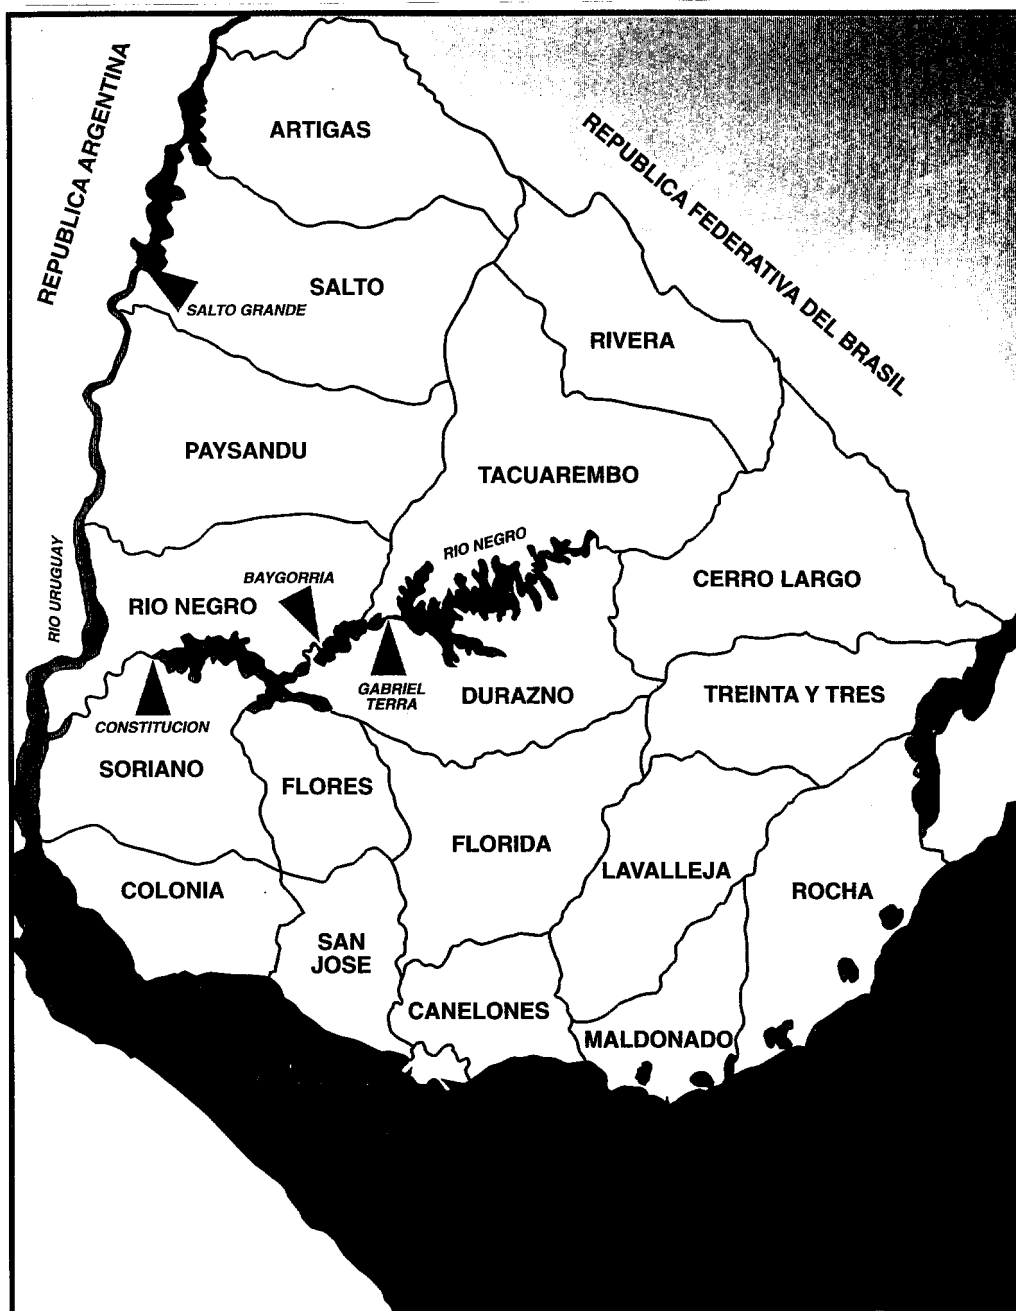 REPUBLICA ARGENTINA
ARTIGAS
REPUBLICA FEDERATIVA DEL BRASIL
SALTO
SALTO GRANDE
RIVERA
PAYSANDU
TACUAREMBO
RIO NEGRO
RIO URUGUAY
BAYGORRIA
CERRO LARGO
RIO NEGRO
GABRIEL
TERRA
DURAZNO
TREINTA Y TRES
CONSTITUCION
SORIANO
FLORES
FLORIDA
LAVALLEJA
COLONIA
ROCHA
SAN
JOSE
CANELONES
MALDONADO